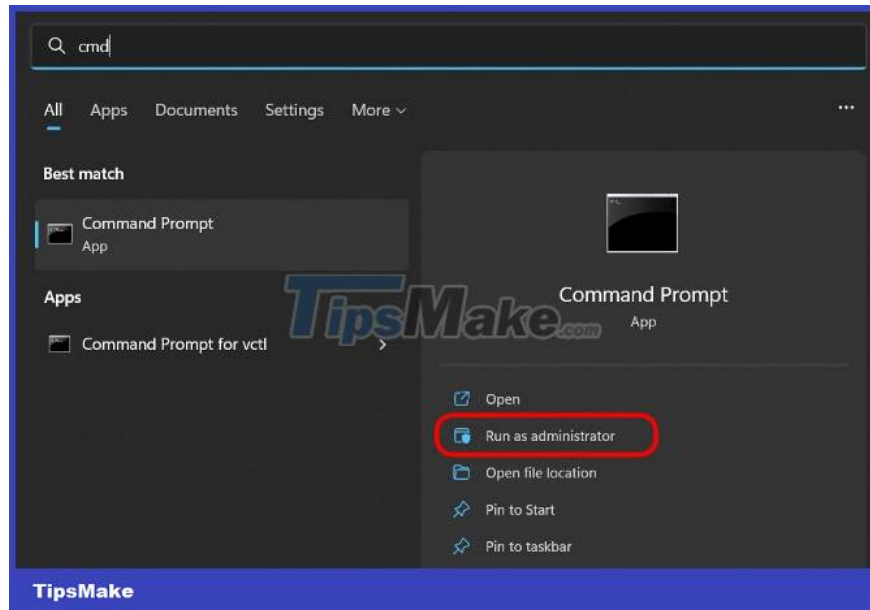 cmd
All Apps Documents Settings More
Best match
Command Prompt
App
Apps
Command Prompt for vctl
Command Prompt
App
Open
Run as administrator
Open file location
Pin to Start
Pin to taskbar
TipsMake.com
TipsMake